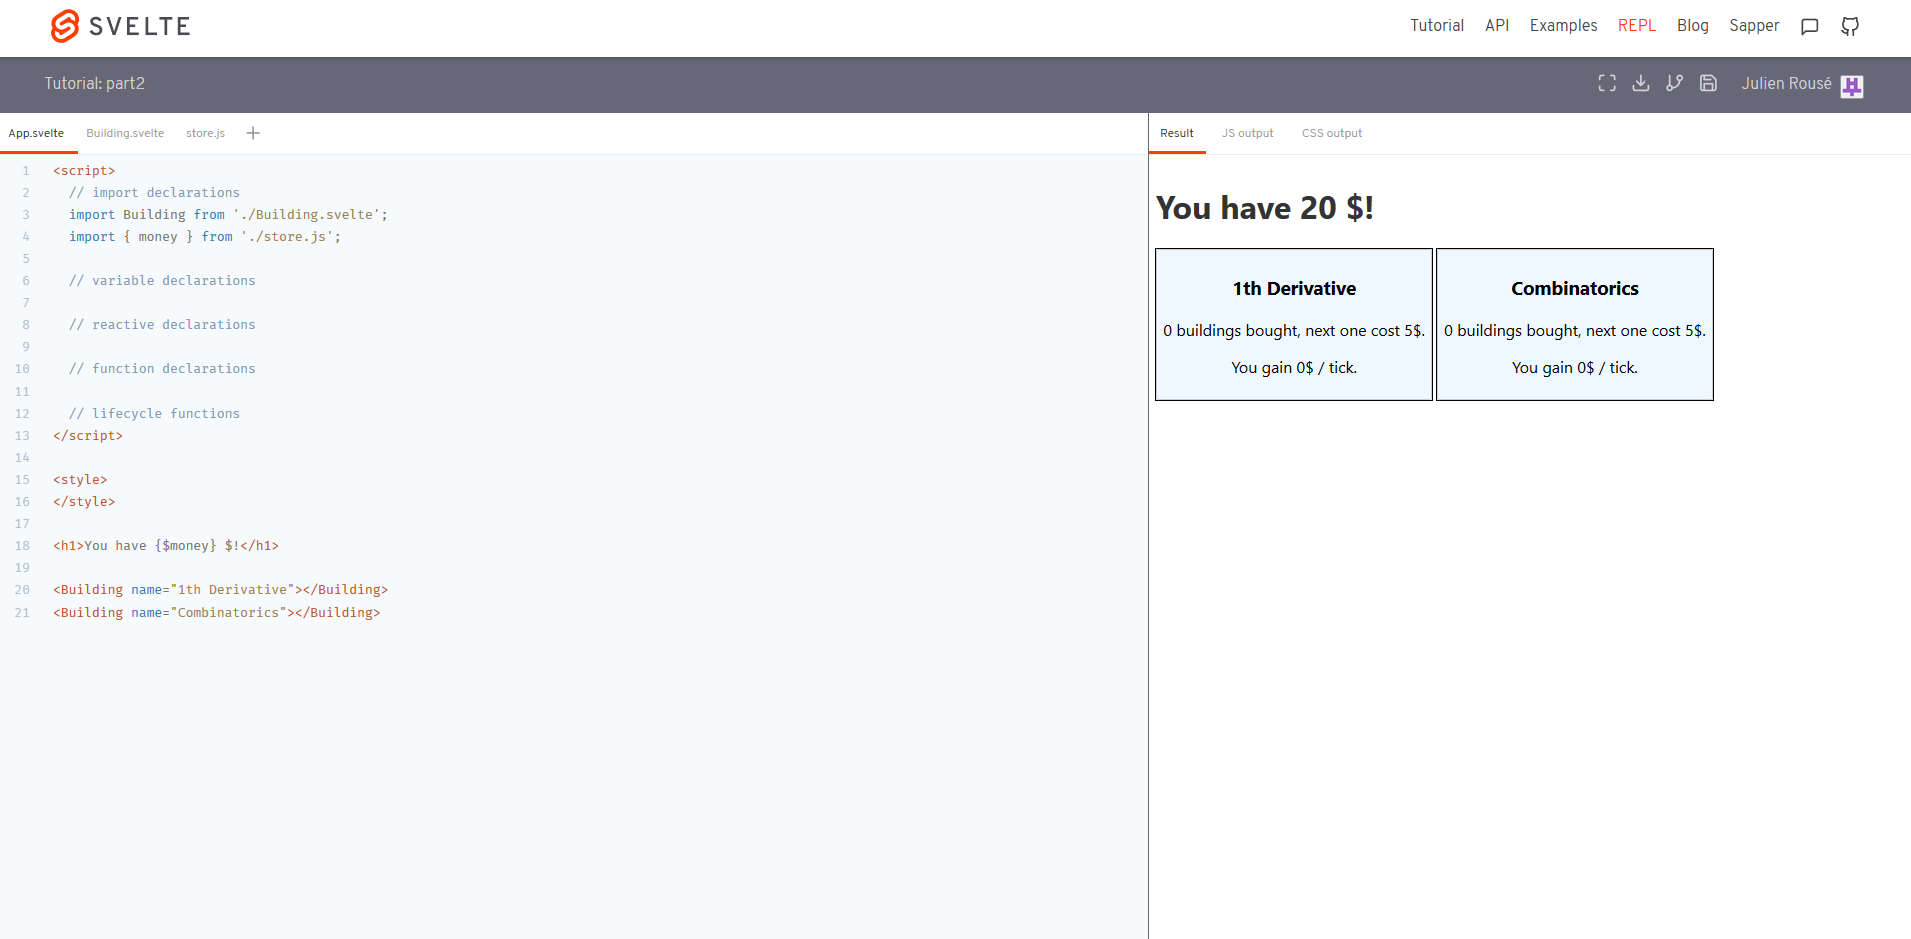 SVELTE
Tutorial API Examples REPL Blog Sapper
Tutorial: part2
Julien Rousé
App.svelte Building.svelte store.js +
1 <script>
2   // import declarations
3   import Building from './Building.svelte';
4   import { money } from './store.js';
5
6   // variable declarations
7
8   // reactive declarations
9
10   // function declarations
11
12   // lifecycle functions
13 </script>
14
15 <style>
16 </style>
17
18 <h1>You have {$money} $!</h1>
19
20 <Building name="1th Derivative"></Building>
21 <Building name="Combinatorics"></Building>
Result JS output CSS output
You have 20 $!
1th Derivative
0 buildings bought, next one cost 5$.
You gain 0$ / tick.
Combinatorics
0 buildings bought, next one cost 5$.
You gain 0$ / tick.